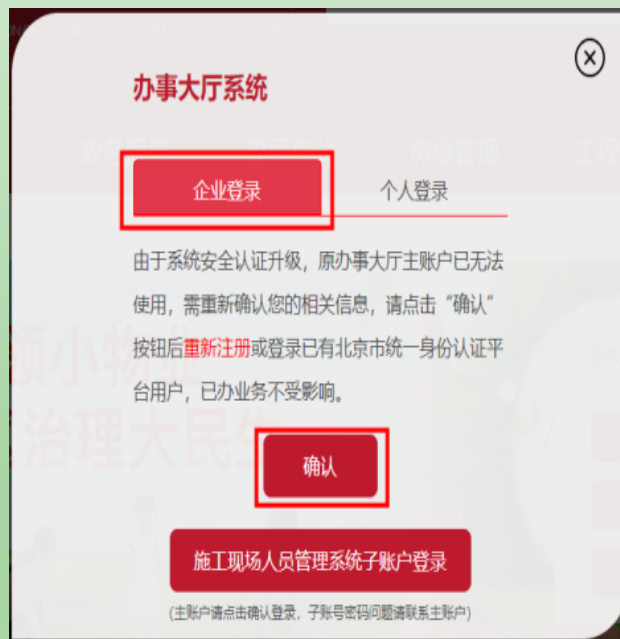 办事大厅系统
企业登录 个人登录
由于系统安全认证升级，原办事大厅主账户已无法
使用，需重新确认您的相关信息，请点击“确认”
按钮后重新注册或登录已有北京市统一身份认证平
台用户，已办业务不受影响。
确认
施工现场人员管理系统子账户登录
(主账户请点击确认登录，子账号密码问题请联系主账户)